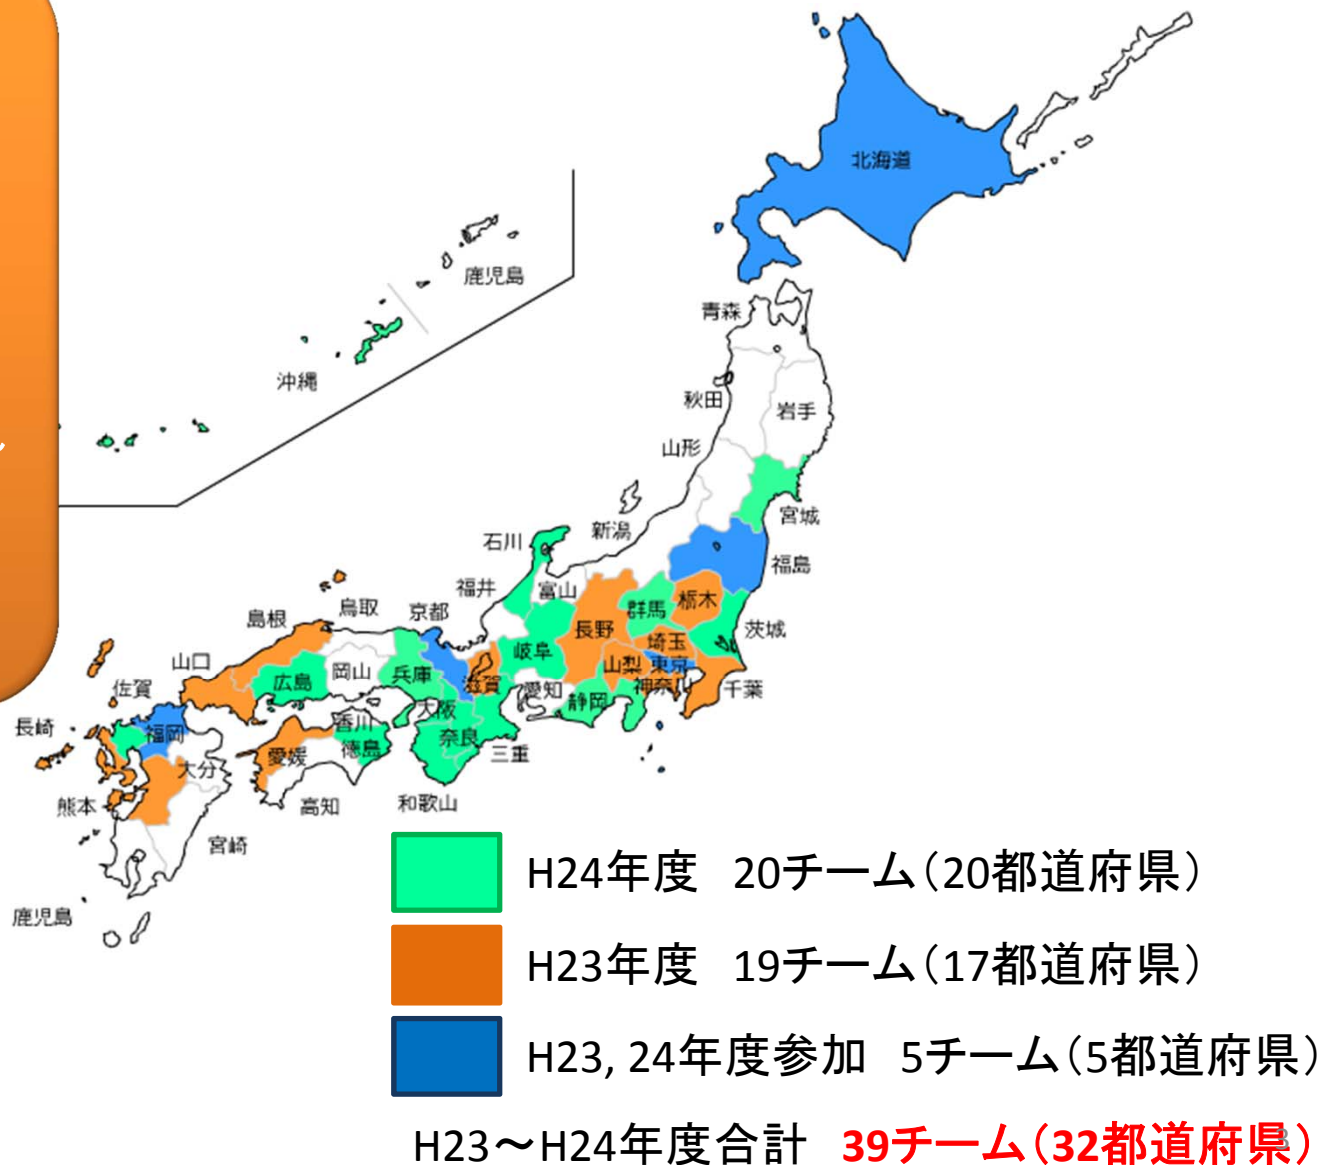 北海道
鹿児島
沖縄
青森
秋田
岩手
山形
宮城
新潟
石川
福島
福井
富山
群馬
栃木
茨城
島根
鳥取
京都
長野
埼玉
岐阜
山梨
東京
山口
岡山
兵庫
滋賀
愛知
静岡
神奈川
千葉
佐賀
広島
大阪
長崎
福岡
香川
奈良
三重
愛媛
徳島
大分
熊本
高知
和歌山
宮崎
鹿児島
H24年度　20チーム（20都道府県）
H23年度　19チーム（17都道府県）
H23, 24年度参加　5チーム（5都道府県）
H23～H24年度合計　39チーム（32都道府県）